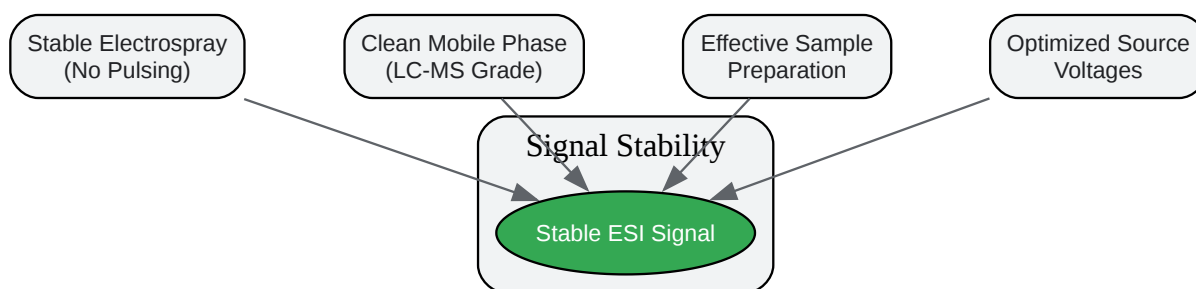 Stable Electrospray
(No Pulsing)
Clean Mobile Phase
(LC-MS Grade)
Effective Sample
Preparation
Optimized Source
Voltages
Signal Stability
Stable ESI Signal